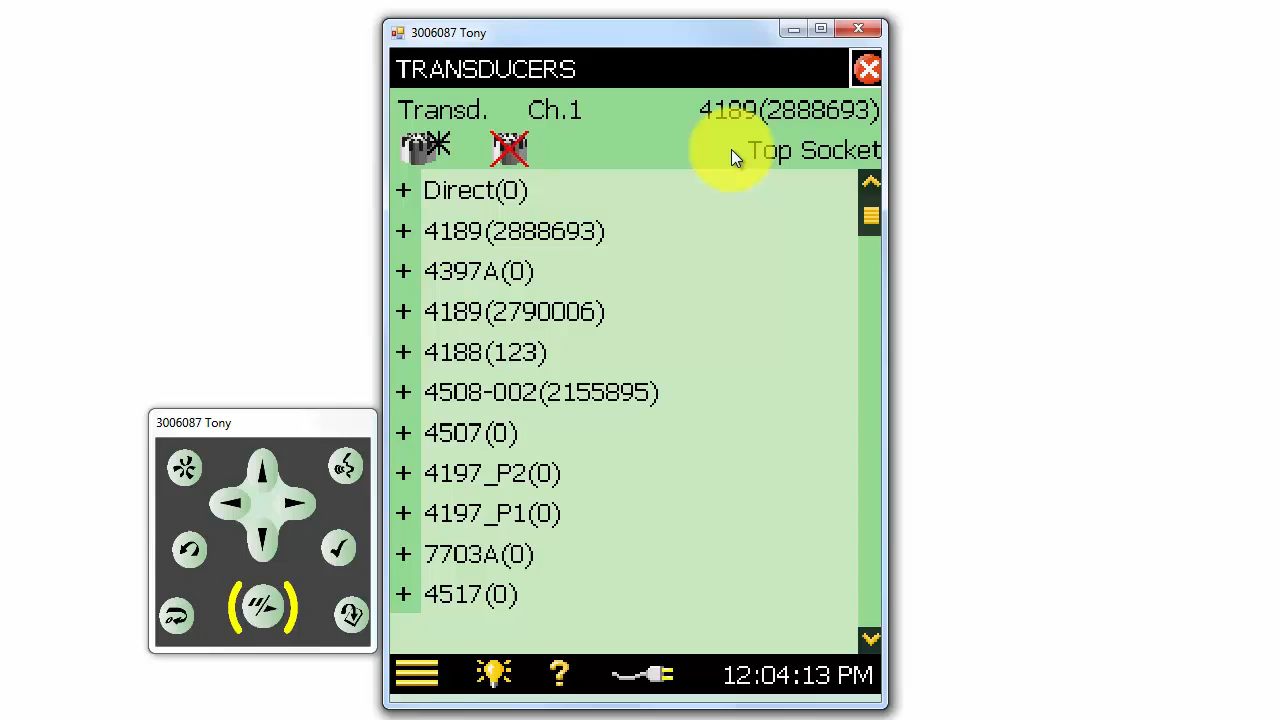 3006087 Tony
TRANSDUCERS
Transd. Ch.1 4189(2888693)
Top Socket
+ Direct(0)
+ 4189(2888693)
+ 4397A(0)
+ 4189(2790006)
+ 4188(123)
+ 4508-002(2155895)
+ 4507(0)
+ 4197_P2(0)
+ 4197_P1(0)
+ 7703A(0)
+ 4517(0)
? 12:04:13 PM
3006087 Tony